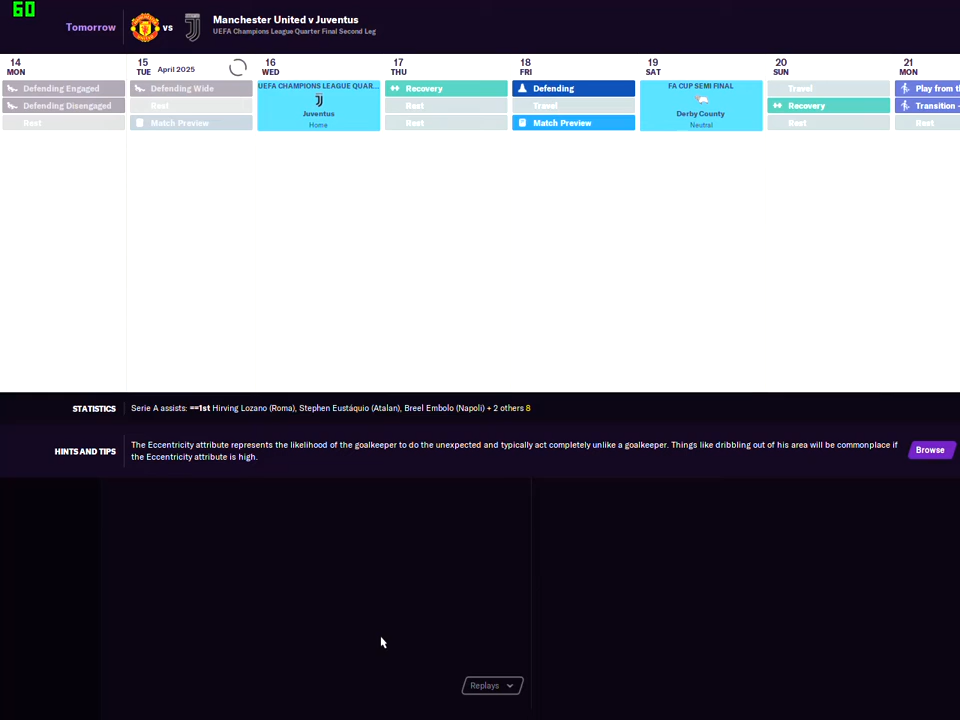 60
Tomorrow
vs
Manchester United v Juventus
UEFA Champions League Quarter Final Second Leg
14
MON
15
TUE April 2025
16
WED
17
THU
18
FRI
19
SAT
20
SUN
21
MON
Defending Engaged
Defending Disengaged
Rest
Defending Wide
Rest
Match Preview
UEFA CHAMPIONS LEAGUE QUAR...
Juventus
Home
Recovery
Rest
Rest
Defending
Travel
Match Preview
FA CUP SEMI FINAL
Derby County
Neutral
Travel
Recovery
Rest
Play from t
Transition -
Rest
STATISTICS
Serie A assists: ==1st Hirving Lozano (Roma), Stephen Eustáquio (Atalan), Breel Embolo (Napoli) + 2 others 8
HINTS AND TIPS
The Eccentricity attribute represents the likelihood of the goalkeeper to do the unexpected and typically act completely unlike a goalkeeper. Things like dribbling out of his area will be commonplace if
the Eccentricity attribute is high.
Browse
Replays